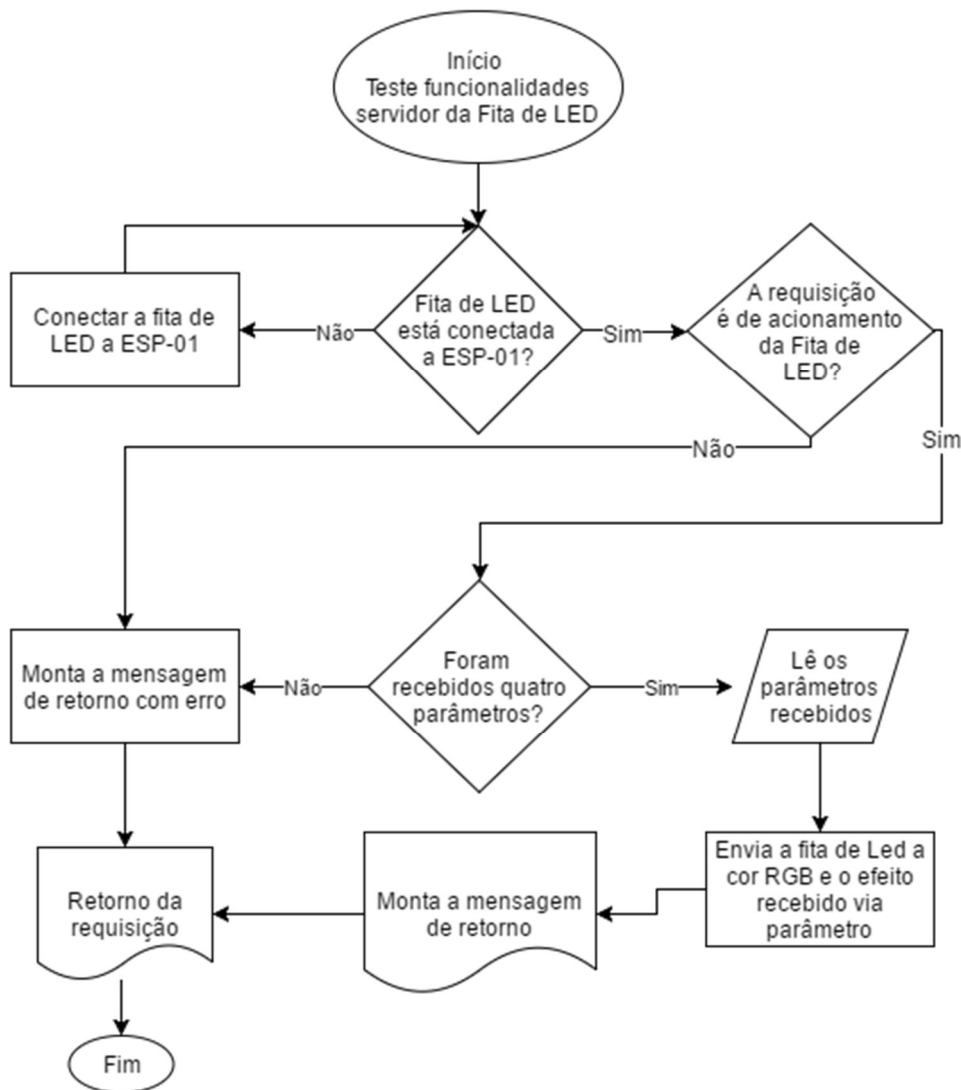 Início
Teste funcionalidades
servidor da Fita de LED
Conectar a fita de
LED a ESP-01
Não
Fita de LED
está conectada
a ESP-01?
Sim
A requisição
é de acionamento
da Fita de
LED?
Não
Sim
Monta a mensagem
de retorno com erro
Não
Foram
recebidos quatro
parâmetros?
Sim
Lê os
parâmetros
recebidos
Envia a fita de Led a
cor RGB e o efeito
recebido via
parâmetro
Monta a mensagem
de retorno
Retorno da
requisição
Fim